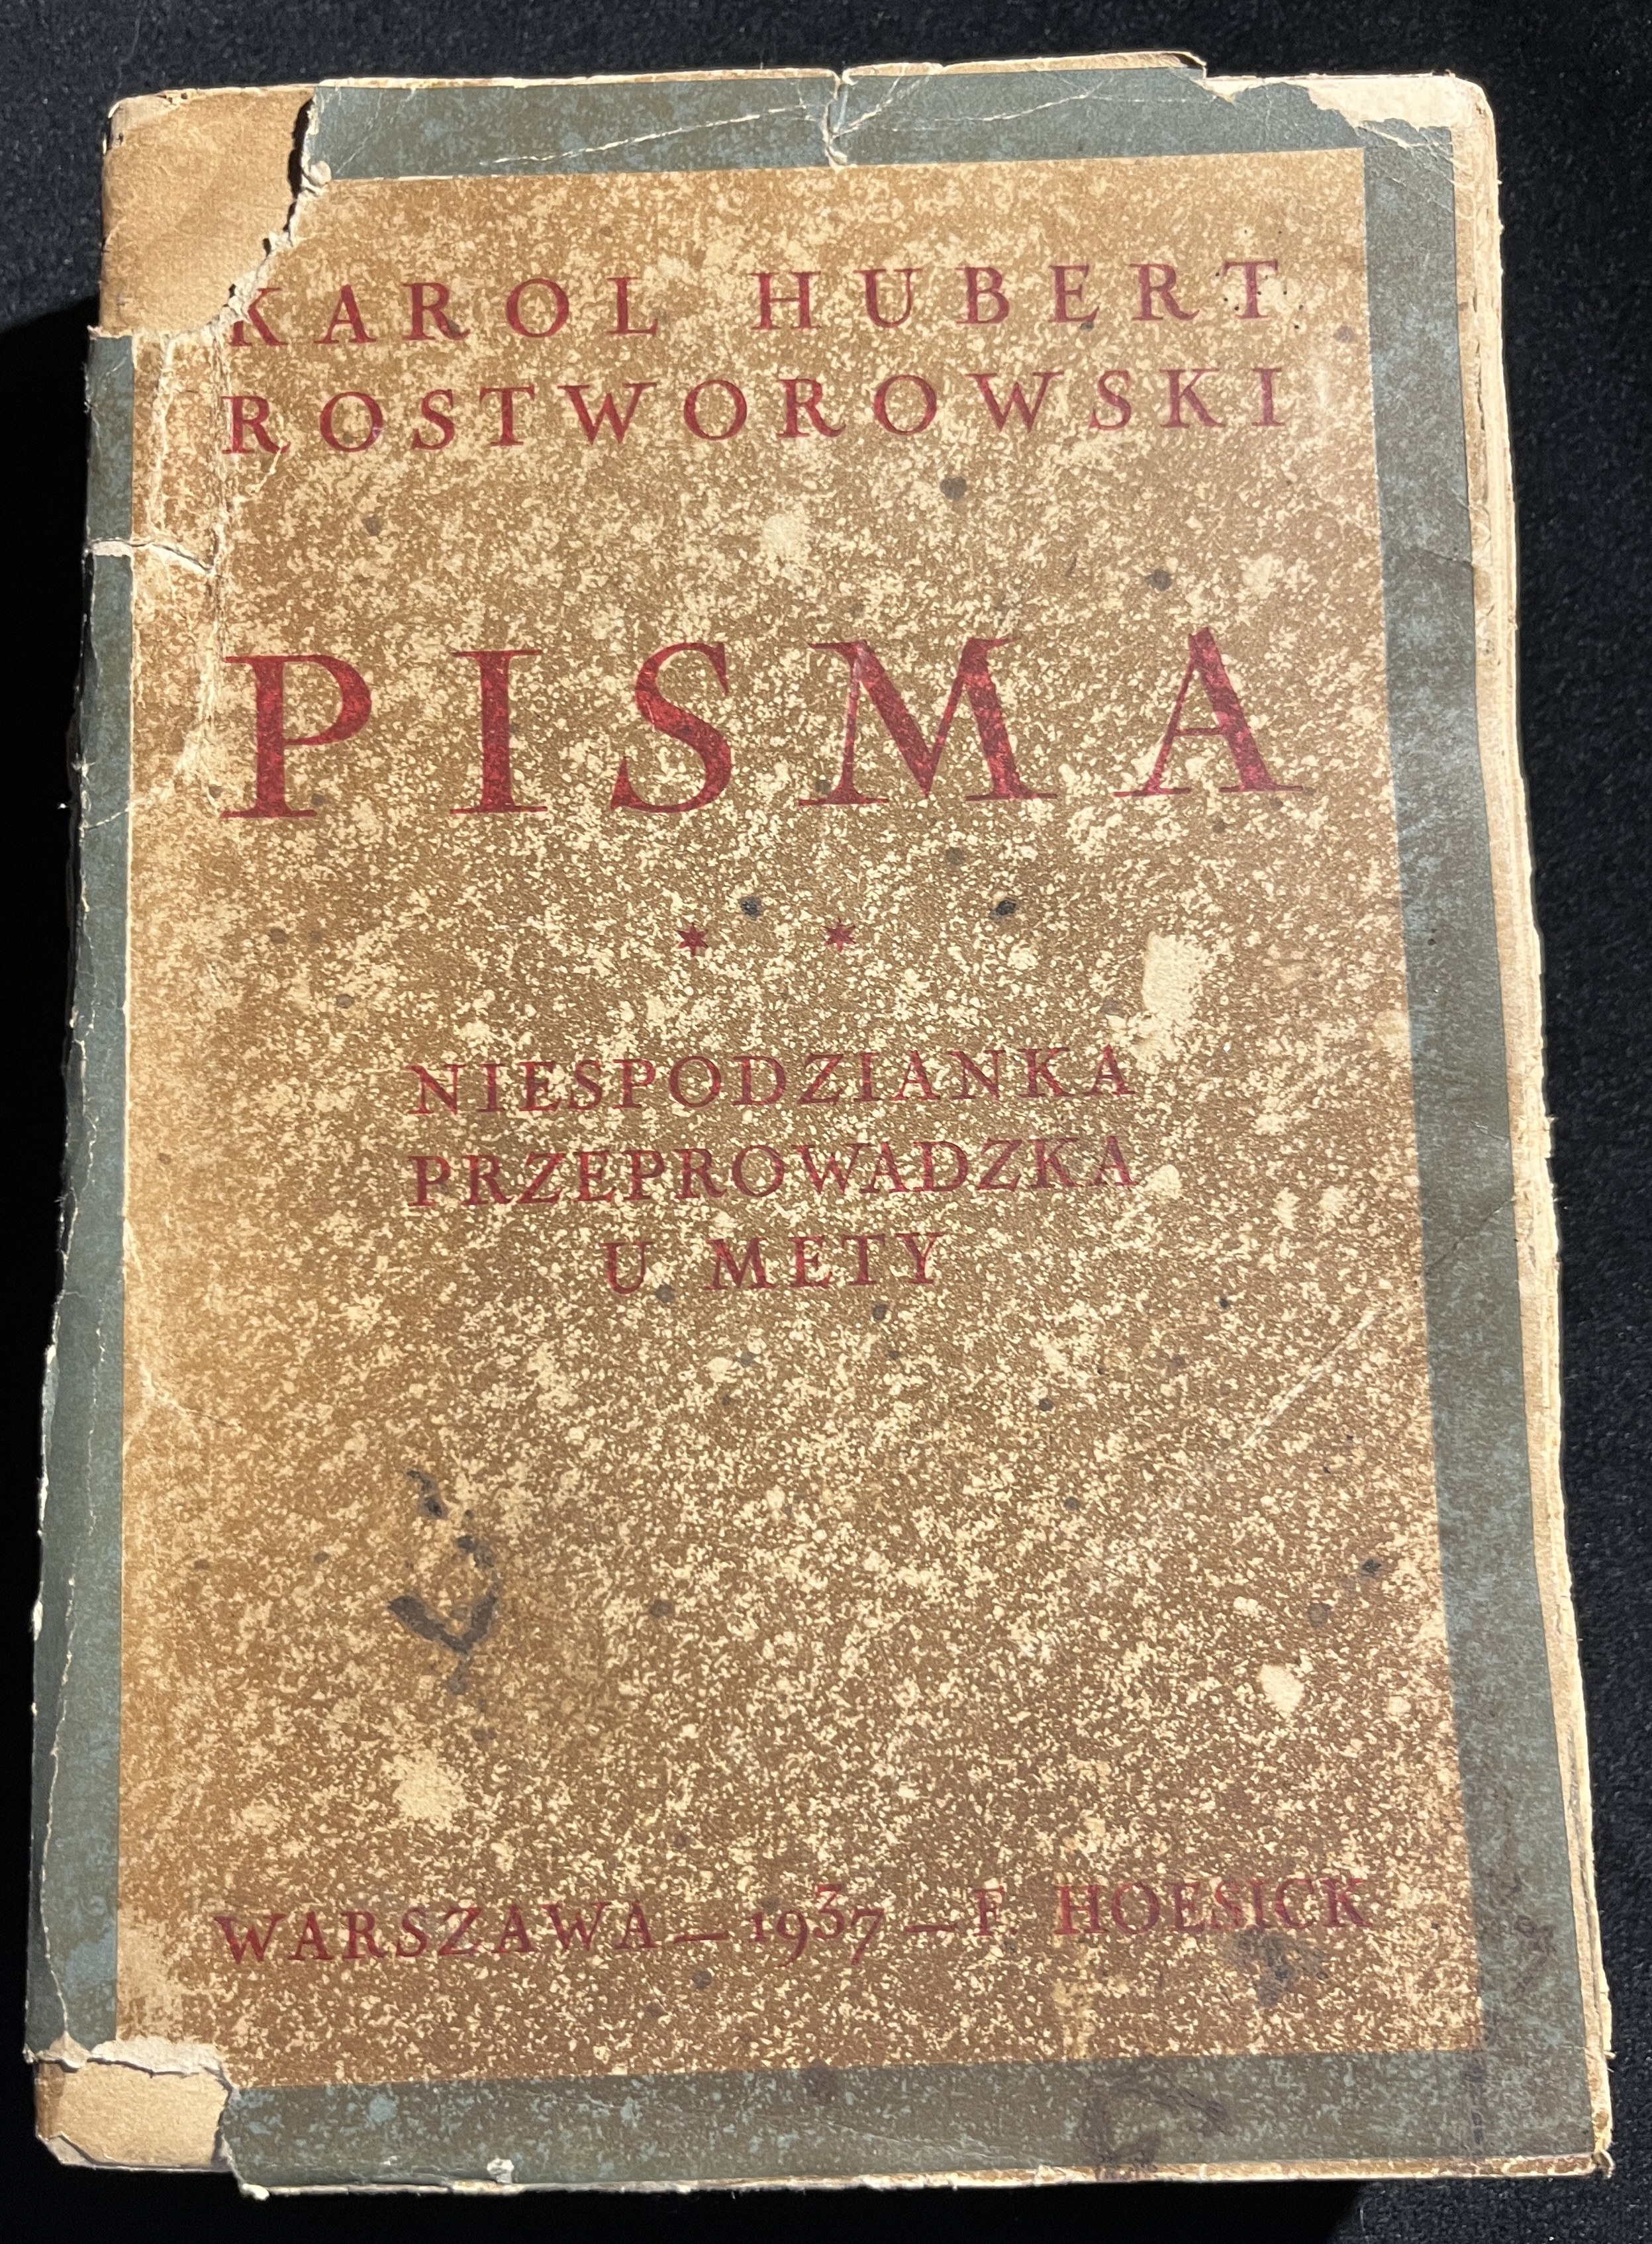 KAROL HUBERT
ROSTWOROWSKI
PISMA
* *
NIESPODZIANKA
PRZEPROWADZKA
U METY
WARSZAWA — 1937 — F. HOESICK